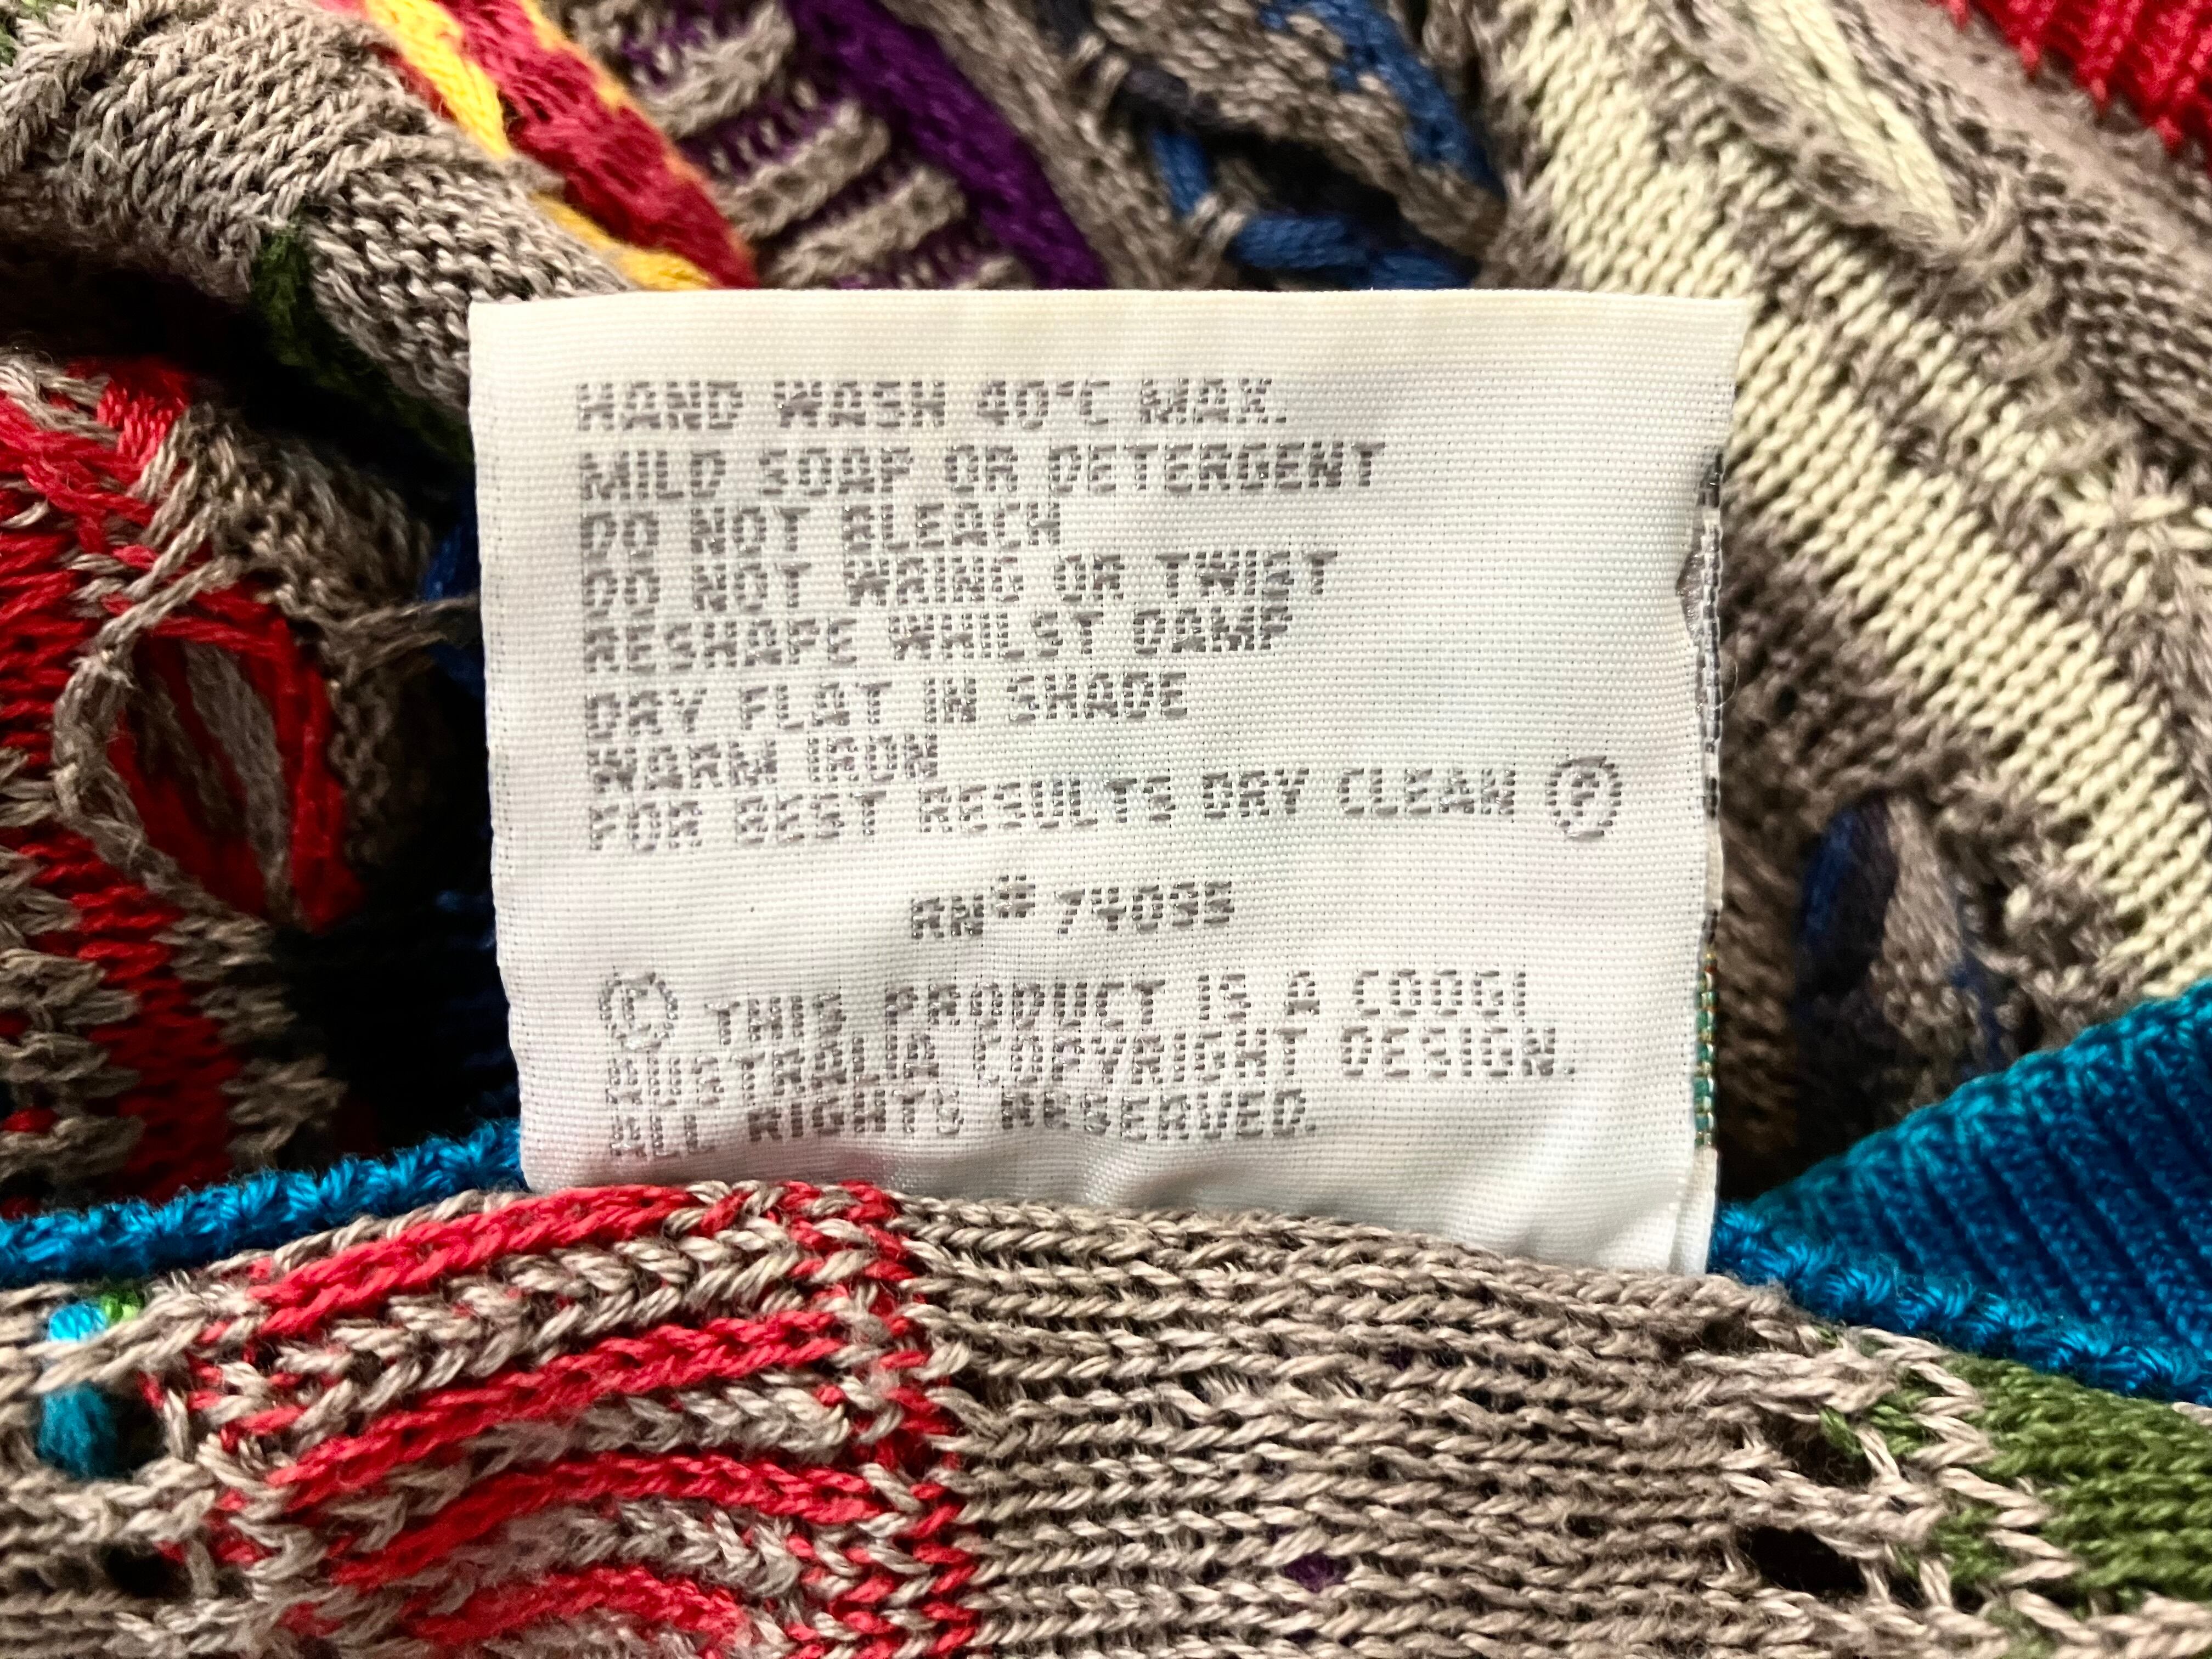 HAND WASH 40°C MAX.
MILD SOAP OR DETERGENT
DO NOT BLEACH
DO NOT WRING OR TWIST
RESHAPE WHILST DAMP
DRY FLAT IN SHADE
WARM IRON
FOR BEST RESULTS DRY CLEAN Ⓟ
RN# 74095
THIS PRODUCT IS A COOGI
AUSTRALIA COPYRIGHT DESIGN.
ALL RIGHTS RESERVED.